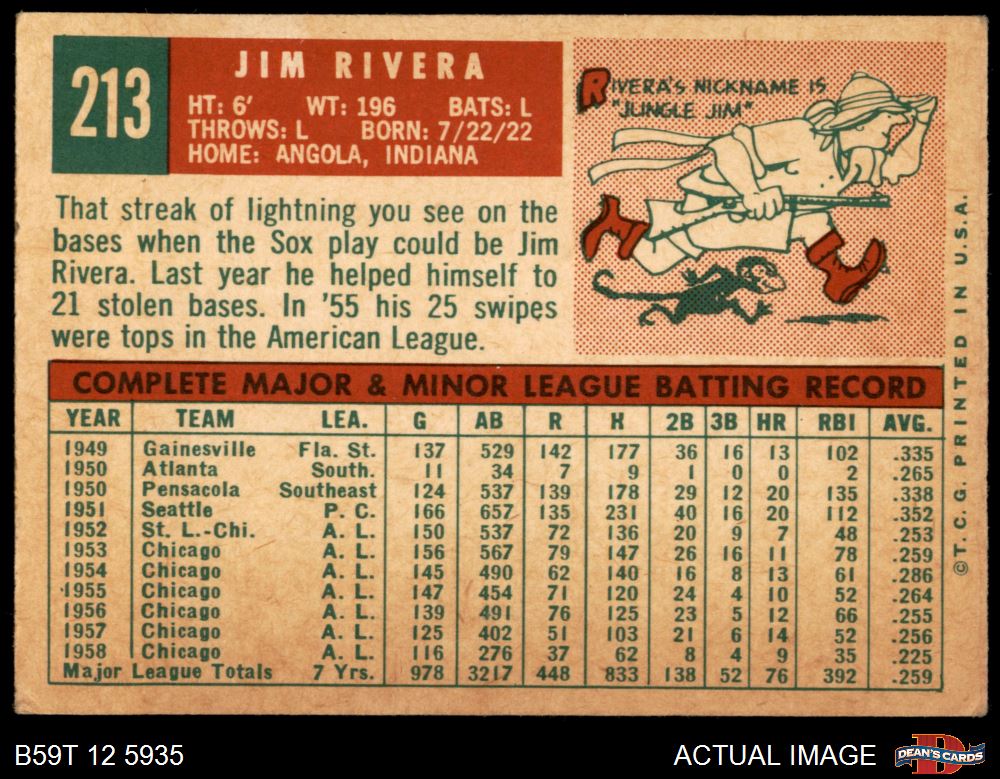 213
JIM RIVERA
HT: 6' WT: 196 BATS: L
THROWS: L BORN: 7/22/22
HOME: ANGOLA, INDIANA
RIVERA'S NICKNAME IS
"JUNGLE JIM"
That streak of lightning you see on the
bases when the Sox play could be Jim
Rivera. Last year he helped himself to
21 stolen bases. In '55 his 25 swipes
were tops in the American League.
COMPLETE MAJOR & MINOR LEAGUE BATTING RECORD
YEAR TEAM LEA. G AB R H 2B 3B HR RBI AVG.
1949 Gainesville Fla. St. 137 529 142 177 36 16 13 102 .335
1950 Atlanta South. 11 34 7 9 1 0 0 2 .265
1950 Pensacola Southeast 124 537 139 178 29 12 20 135 .338
1951 Seattle P. C. 166 657 135 231 40 16 20 112 .352
1952 St. L.-Chi. A. L. 150 537 72 136 20 9 7 48 .253
1953 Chicago A. L. 156 567 79 147 26 16 11 78 .259
1954 Chicago A. L. 145 490 62 140 16 8 13 61 .286
1955 Chicago A. L. 147 454 71 120 24 4 10 52 .264
1956 Chicago A. L. 139 491 76 125 23 5 12 66 .255
1957 Chicago A. L. 125 402 51 103 21 6 14 52 .256
1958 Chicago A. L. 116 276 37 62 8 4 9 35 .225
Major League Totals 7 Yrs. 978 3217 448 833 138 52 76 392 .259
©T. C. G. PRINTED IN U.S.A.
B59T 12 5935
ACTUAL IMAGE
DEAN'S CARDS